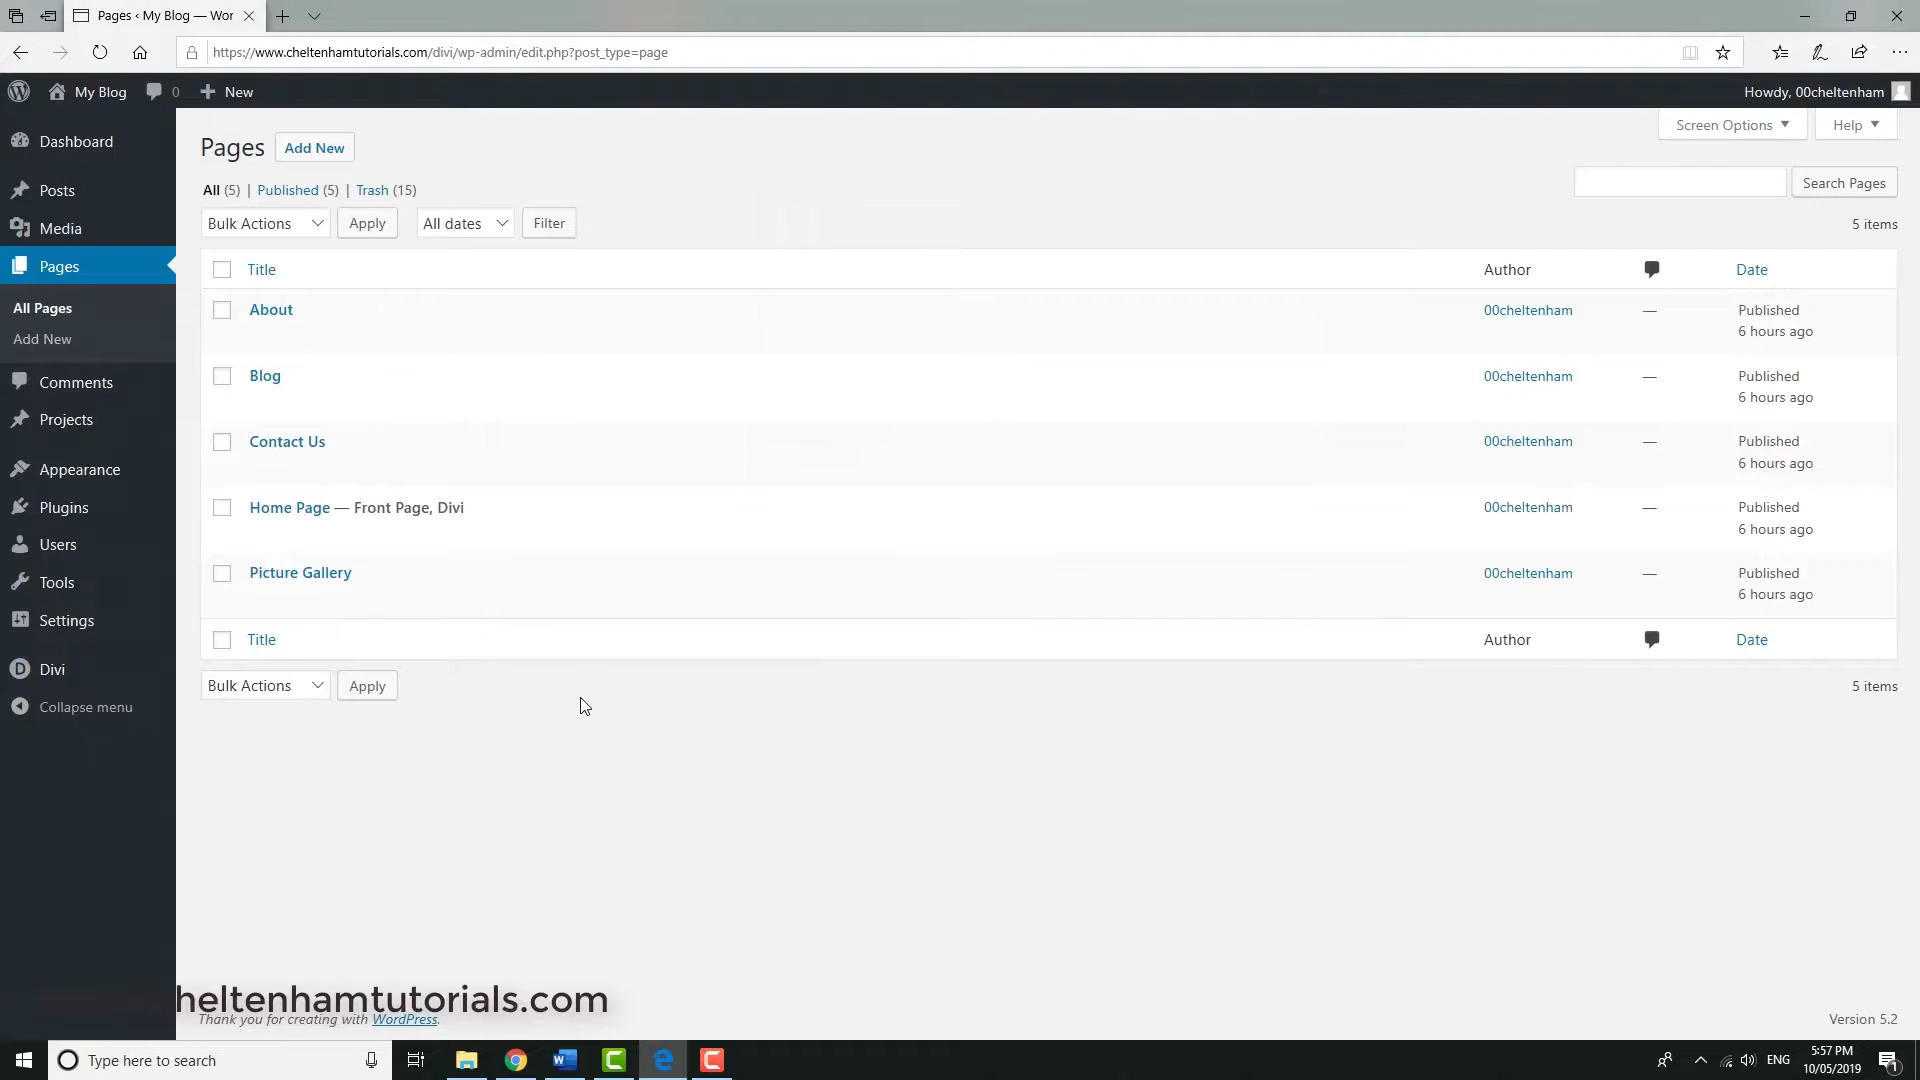 Pages ‹ My Blog — Wor
https://www.cheltenhamtutorials.com/divi/wp-admin/edit.php?post_type=page
My Blog 0 New Howdy, 00cheltenham
Screen Options Help
Dashboard
Posts
Media
Pages
All Pages
Add New
Comments
Projects
Appearance
Plugins
Users
Tools
Settings
Divi
Collapse menu
Pages Add New
All (5) | Published (5) | Trash (15)
Search Pages
Bulk Actions Apply All dates Filter 5 items
Title Author Date
About 00cheltenham — Published
6 hours ago
Blog 00cheltenham — Published
6 hours ago
Contact Us 00cheltenham — Published
6 hours ago
Home Page — Front Page, Divi 00cheltenham — Published
6 hours ago
Picture Gallery 00cheltenham — Published
6 hours ago
Title Author Date
Bulk Actions Apply 5 items
heltenhamtutorials.com
Thank you for creating with WordPress. Version 5.2
Type here to search ENG 5:57 PM
10/05/2019 1